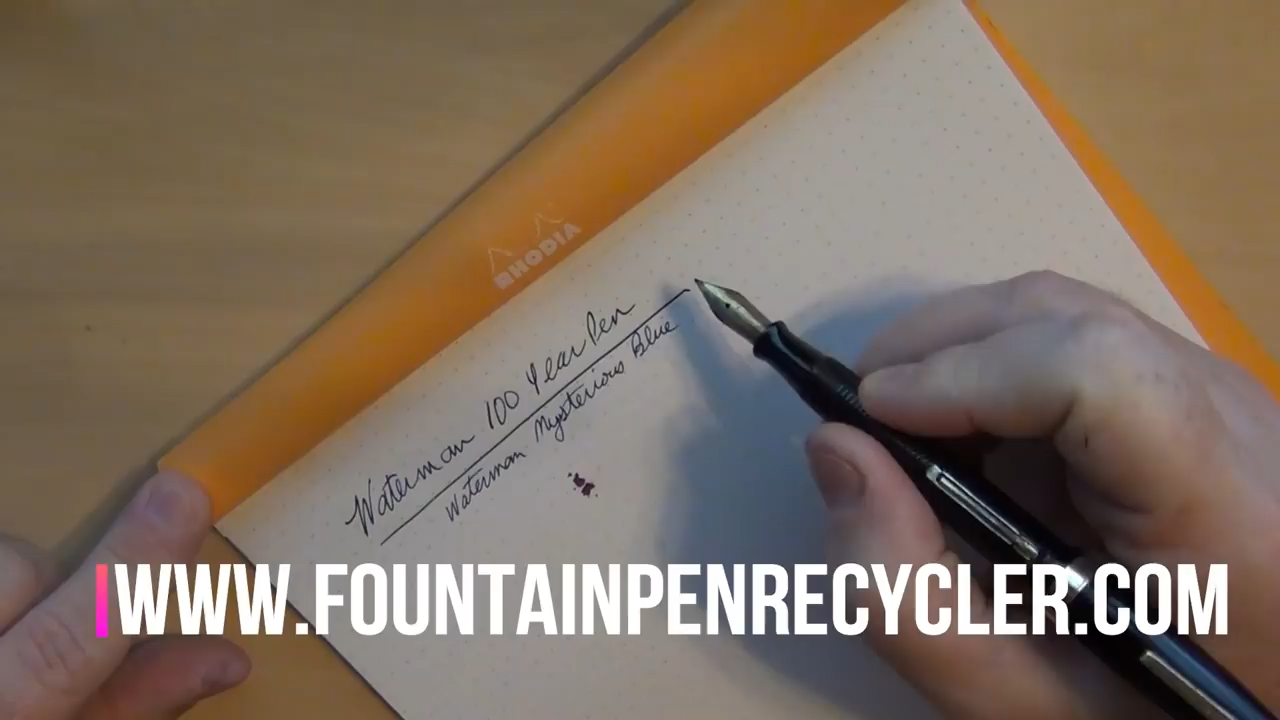 RHODIA
Waterman 100 Year Pen
Waterman Mysterious Blue
WWW.FOUNTAINPENRECYCLER.COM